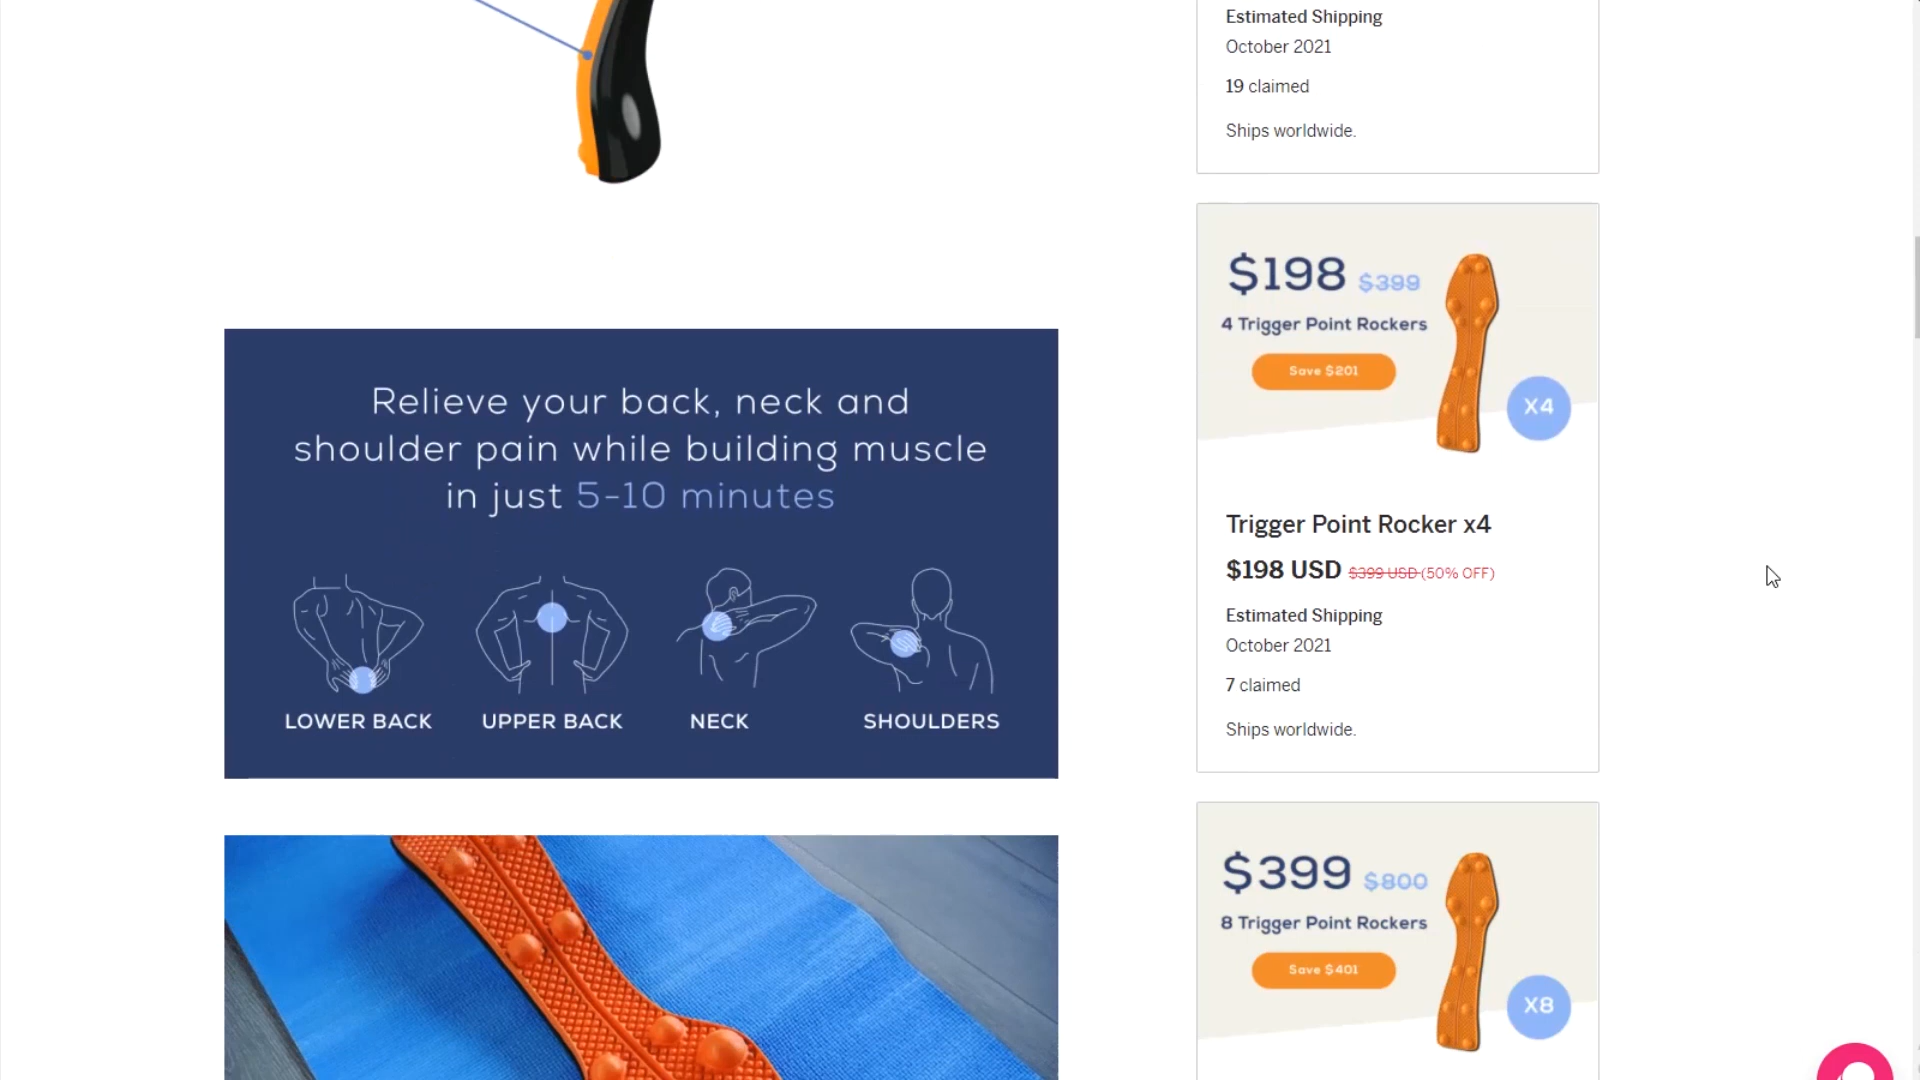 Estimated Shipping
October 2021
19 claimed
Ships worldwide.
$198 $399
4 Trigger Point Rockers
Save $201
X4
Trigger Point Rocker x4
$198 USD $399 USD (50% OFF)
Estimated Shipping
October 2021
7 claimed
Ships worldwide.
$399 $800
8 Trigger Point Rockers
Save $401
X8
Relieve your back, neck and
shoulder pain while building muscle
in just 5-10 minutes
LOWER BACK
UPPER BACK
NECK
SHOULDERS